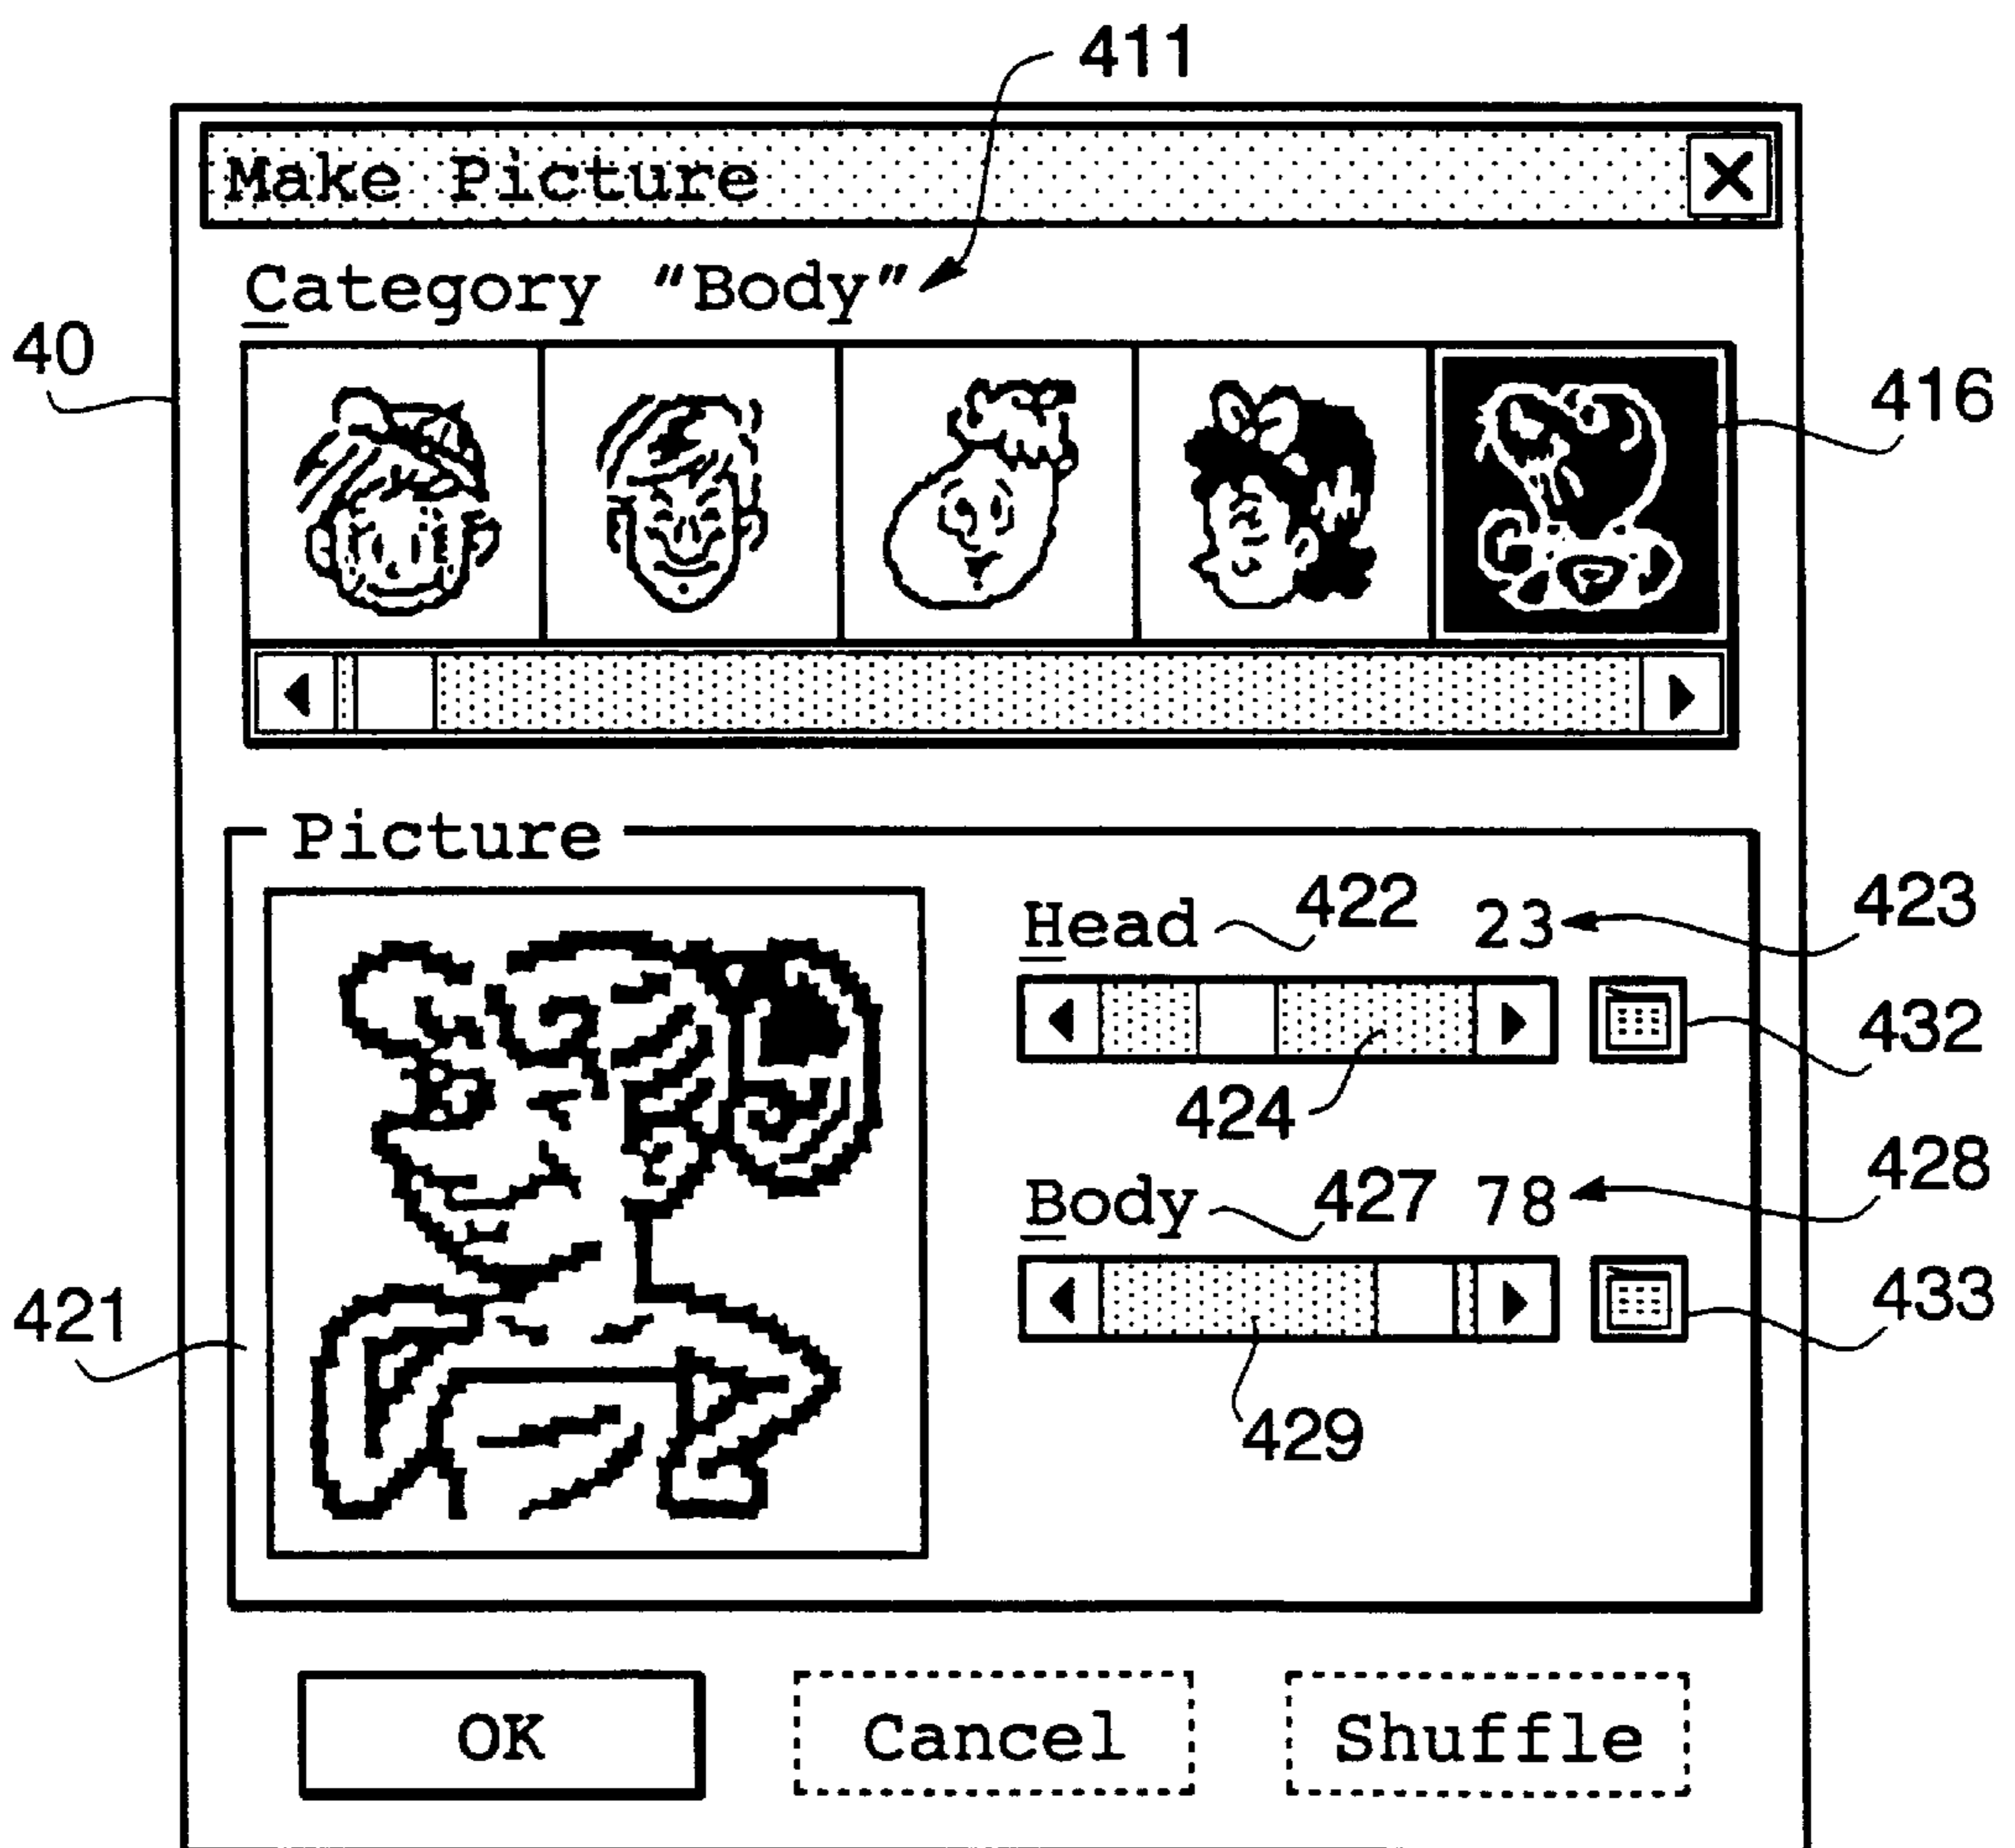 411
Make Picture
Category "Body"
40
416
Picture
Head 422 23 423
432
424
Body 427 78 428
421
433
429
OK Cancel Shuffle